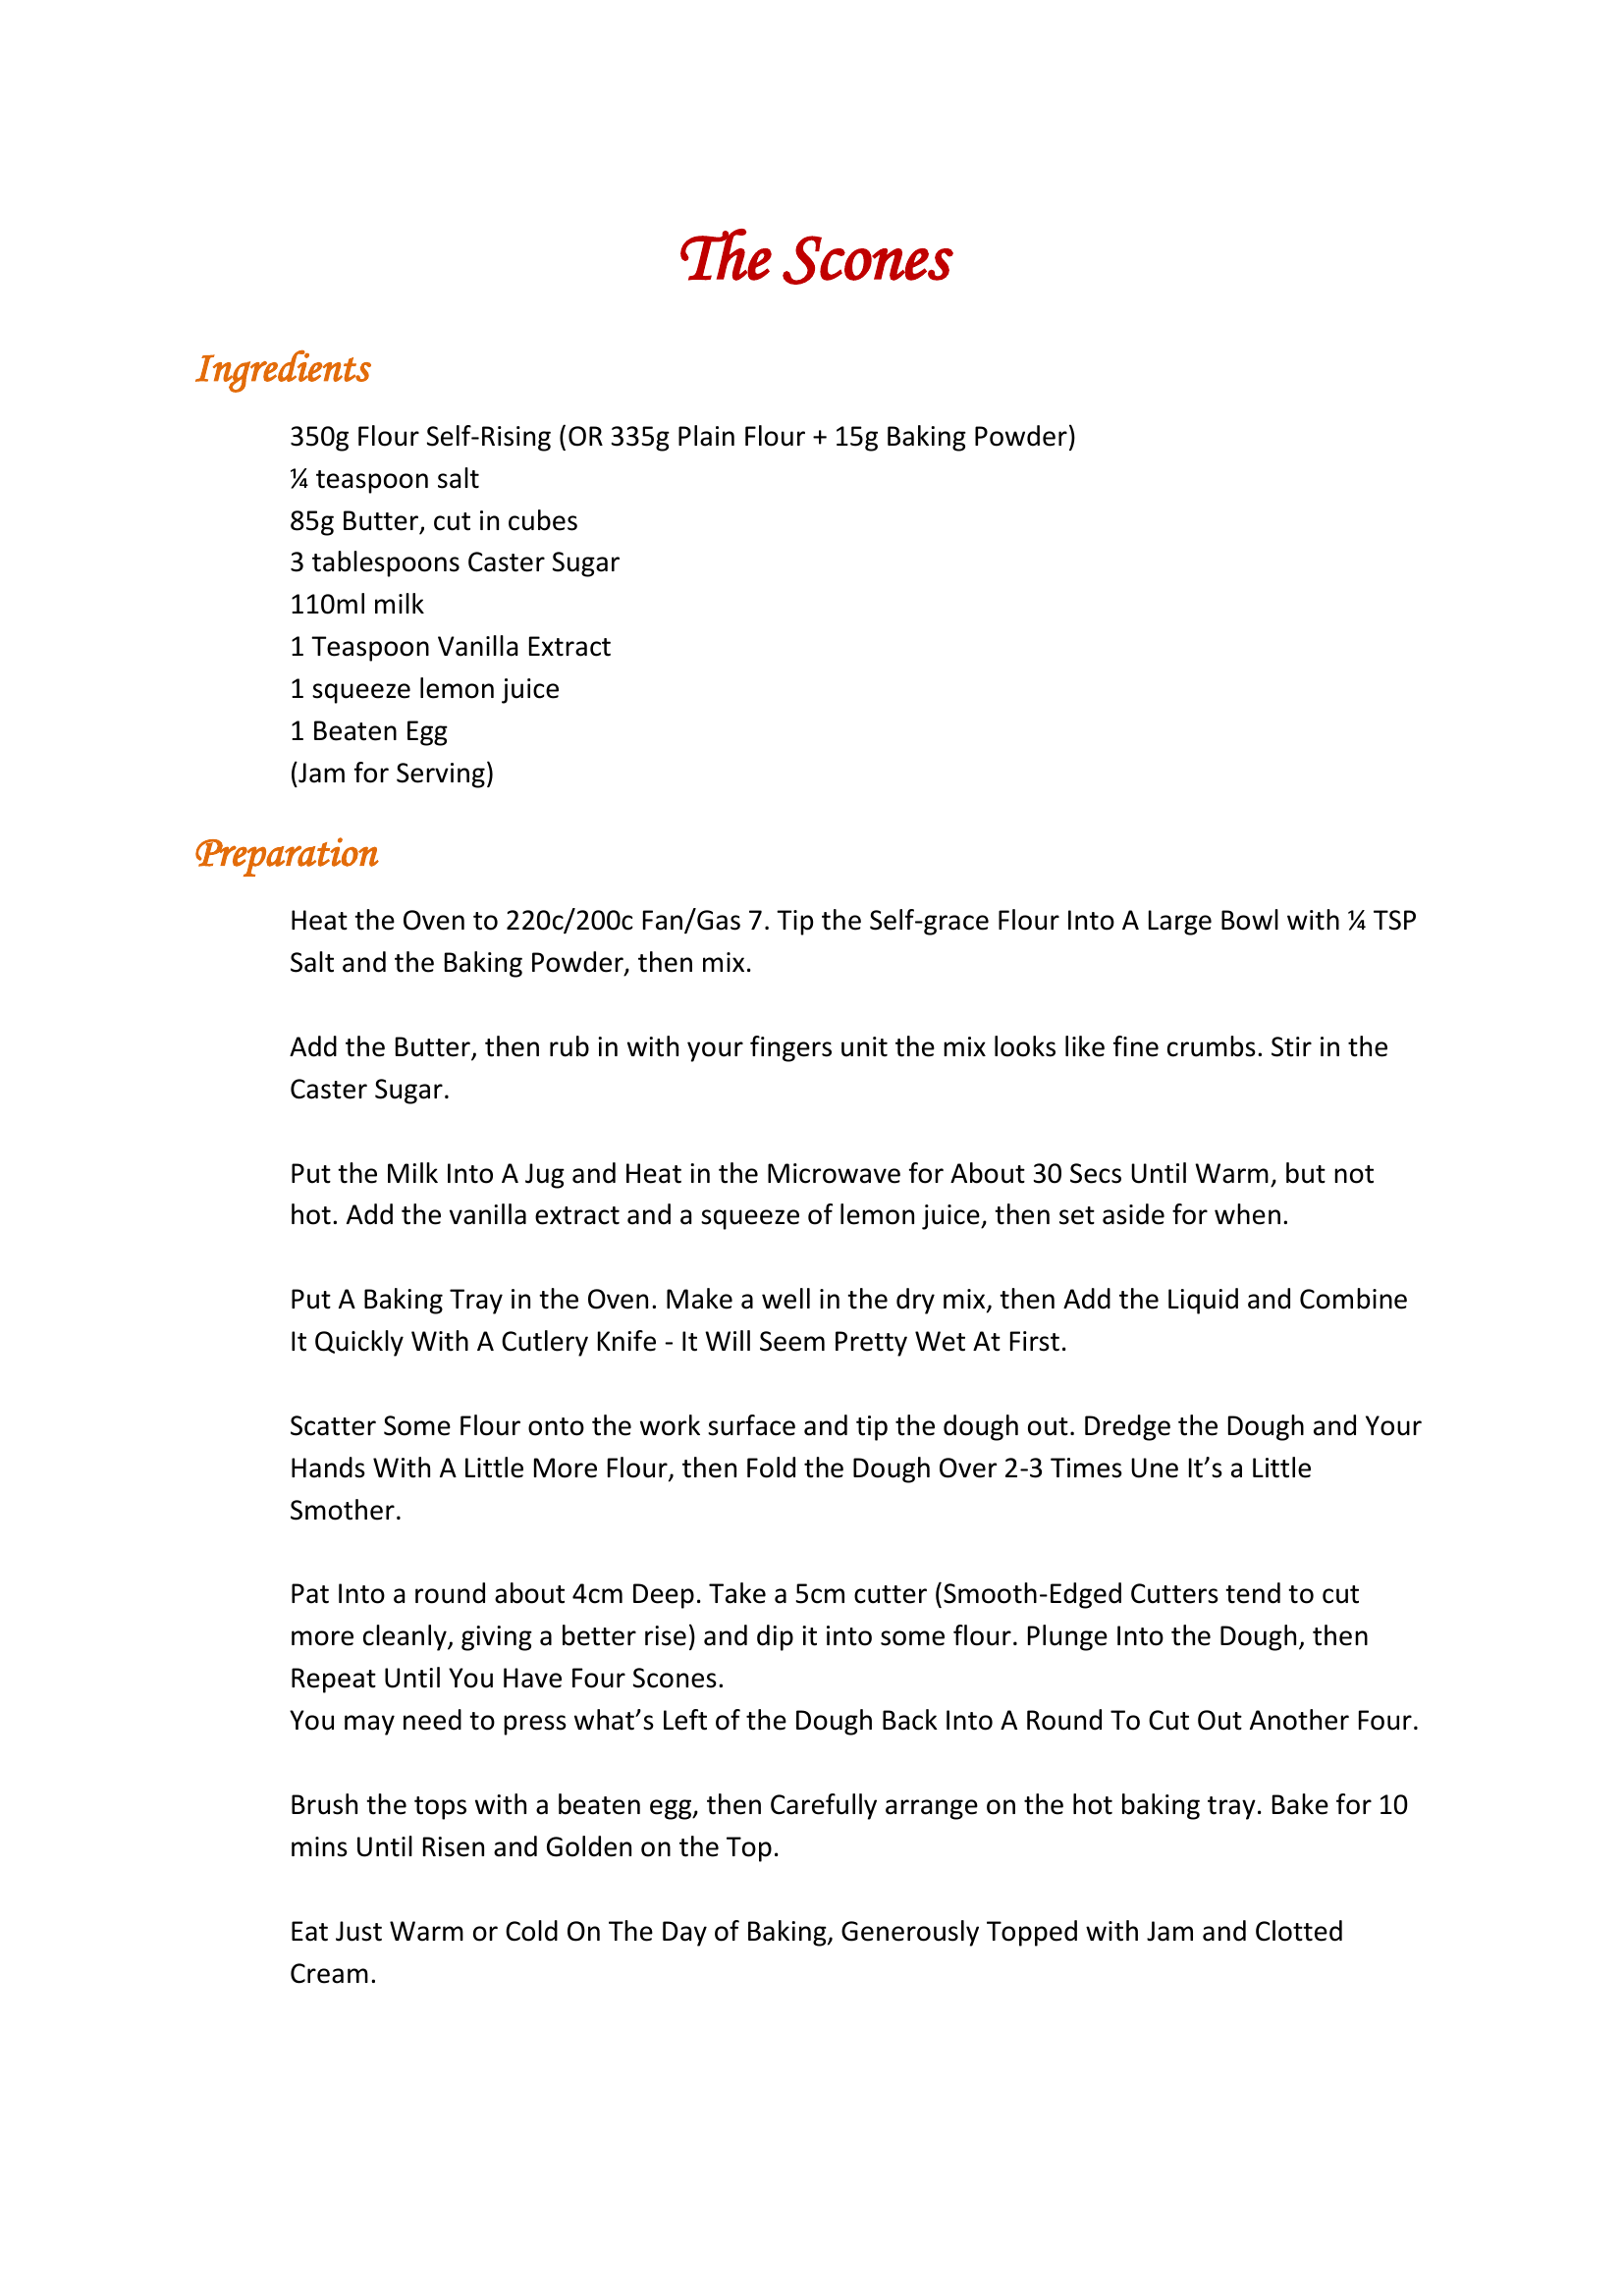 The Scones
Ingredients
350g Flour Self-Rising (OR 335g Plain Flour + 15g Baking Powder)
¼ teaspoon salt
85g Butter, cut in cubes
3 tablespoons Caster Sugar
110ml milk
1 Teaspoon Vanilla Extract
1 squeeze lemon juice
1 Beaten Egg
(Jam for Serving)
Preparation
Heat the Oven to 220c/200c Fan/Gas 7. Tip the Self-grace Flour Into A Large Bowl with ¼ TSP
Salt and the Baking Powder, then mix.
Add the Butter, then rub in with your fingers unit the mix looks like fine crumbs. Stir in the
Caster Sugar.
Put the Milk Into A Jug and Heat in the Microwave for About 30 Secs Until Warm, but not
hot. Add the vanilla extract and a squeeze of lemon juice, then set aside for when.
Put A Baking Tray in the Oven. Make a well in the dry mix, then Add the Liquid and Combine
It Quickly With A Cutlery Knife - It Will Seem Pretty Wet At First.
Scatter Some Flour onto the work surface and tip the dough out. Dredge the Dough and Your
Hands With A Little More Flour, then Fold the Dough Over 2-3 Times Une It’s a Little
Smother.
Pat Into a round about 4cm Deep. Take a 5cm cutter (Smooth-Edged Cutters tend to cut
more cleanly, giving a better rise) and dip it into some flour. Plunge Into the Dough, then
Repeat Until You Have Four Scones.
You may need to press what’s Left of the Dough Back Into A Round To Cut Out Another Four.
Brush the tops with a beaten egg, then Carefully arrange on the hot baking tray. Bake for 10
mins Until Risen and Golden on the Top.
Eat Just Warm or Cold On The Day of Baking, Generously Topped with Jam and Clotted
Cream.